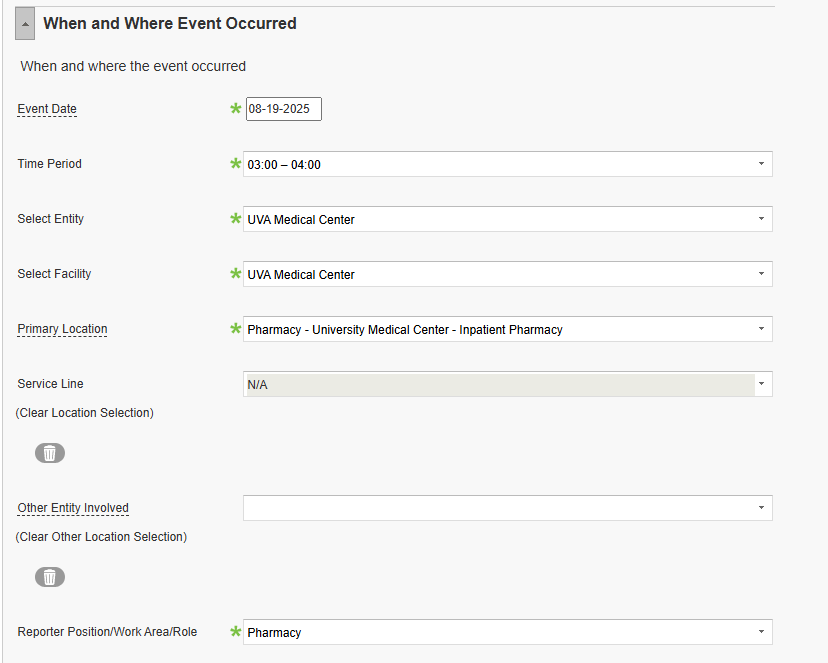 When and Where Event Occurred
When and where the event occurred
Event Date * 08-19-2025
Time Period * 03:00 – 04:00
Select Entity * UVA Medical Center
Select Facility * UVA Medical Center
Primary Location * Pharmacy - University Medical Center - Inpatient Pharmacy
Service Line N/A
(Clear Location Selection)
Other Entity Involved
(Clear Other Location Selection)
Reporter Position/Work Area/Role * Pharmacy